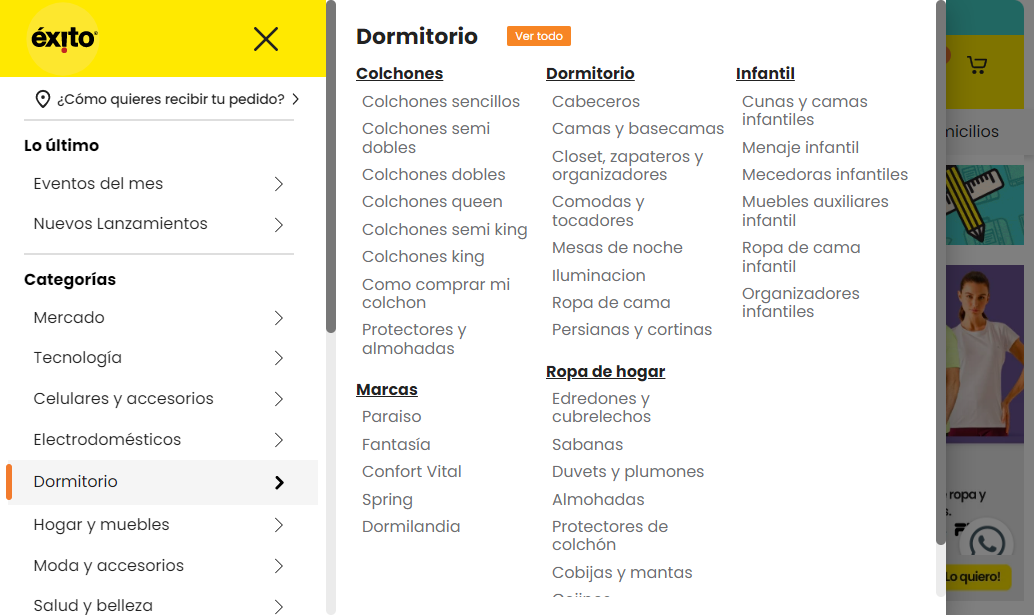 éxito
¿Cómo quieres recibir tu pedido?
Lo último
Eventos del mes
Nuevos Lanzamientos
Categorías
Mercado
Tecnología
Celulares y accesorios
Electrodomésticos
Dormitorio
Hogar y muebles
Moda y accesorios
Salud y belleza
Dormitorio
Ver todo
Colchones
Colchones sencillos
Colchones semi
dobles
Colchones dobles
Colchones queen
Colchones semi king
Colchones king
Como comprar mi
colchon
Protectores y
almohadas
Marcas
Paraiso
Fantasía
Confort Vital
Spring
Dormilandia
Dormitorio
Cabeceros
Camas y basecamas
Closet, zapateros y
organizadores
Comodas y
tocadores
Mesas de noche
Iluminacion
Ropa de cama
Persianas y cortinas
Ropa de hogar
Edredones y
cubrelechos
Sabanas
Duvets y plumones
Almohadas
Protectores de
colchón
Cobijas y mantas
Infantil
Cunas y camas
infantiles
Menaje infantil
Mecedoras infantiles
Muebles auxiliares
infantil
Ropa de cama
infantil
Organizadores
infantiles
micilios
ropa y
s.
Lo quiero!